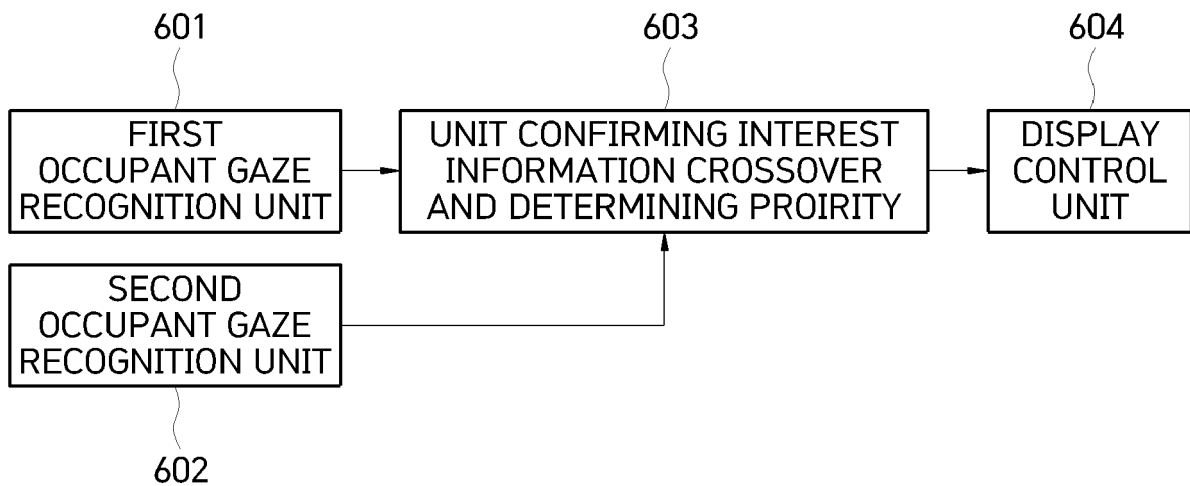 601
603
604
FIRST
OCCUPANT GAZE
RECOGNITION UNIT
UNIT CONFIRMING INTEREST
INFORMATION CROSSOVER
AND DETERMINING PROIRITY
DISPLAY
CONTROL
UNIT
SECOND
OCCUPANT GAZE
RECOGNITION UNIT
602